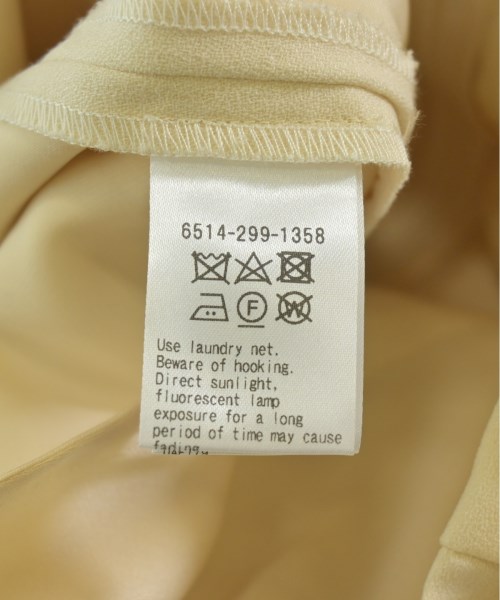 6514-299-1358
F
W
Use laundry net.
Beware of hooking.
Direct sunlight,
fluorescent lamp
exposure for a long
period of time may cause